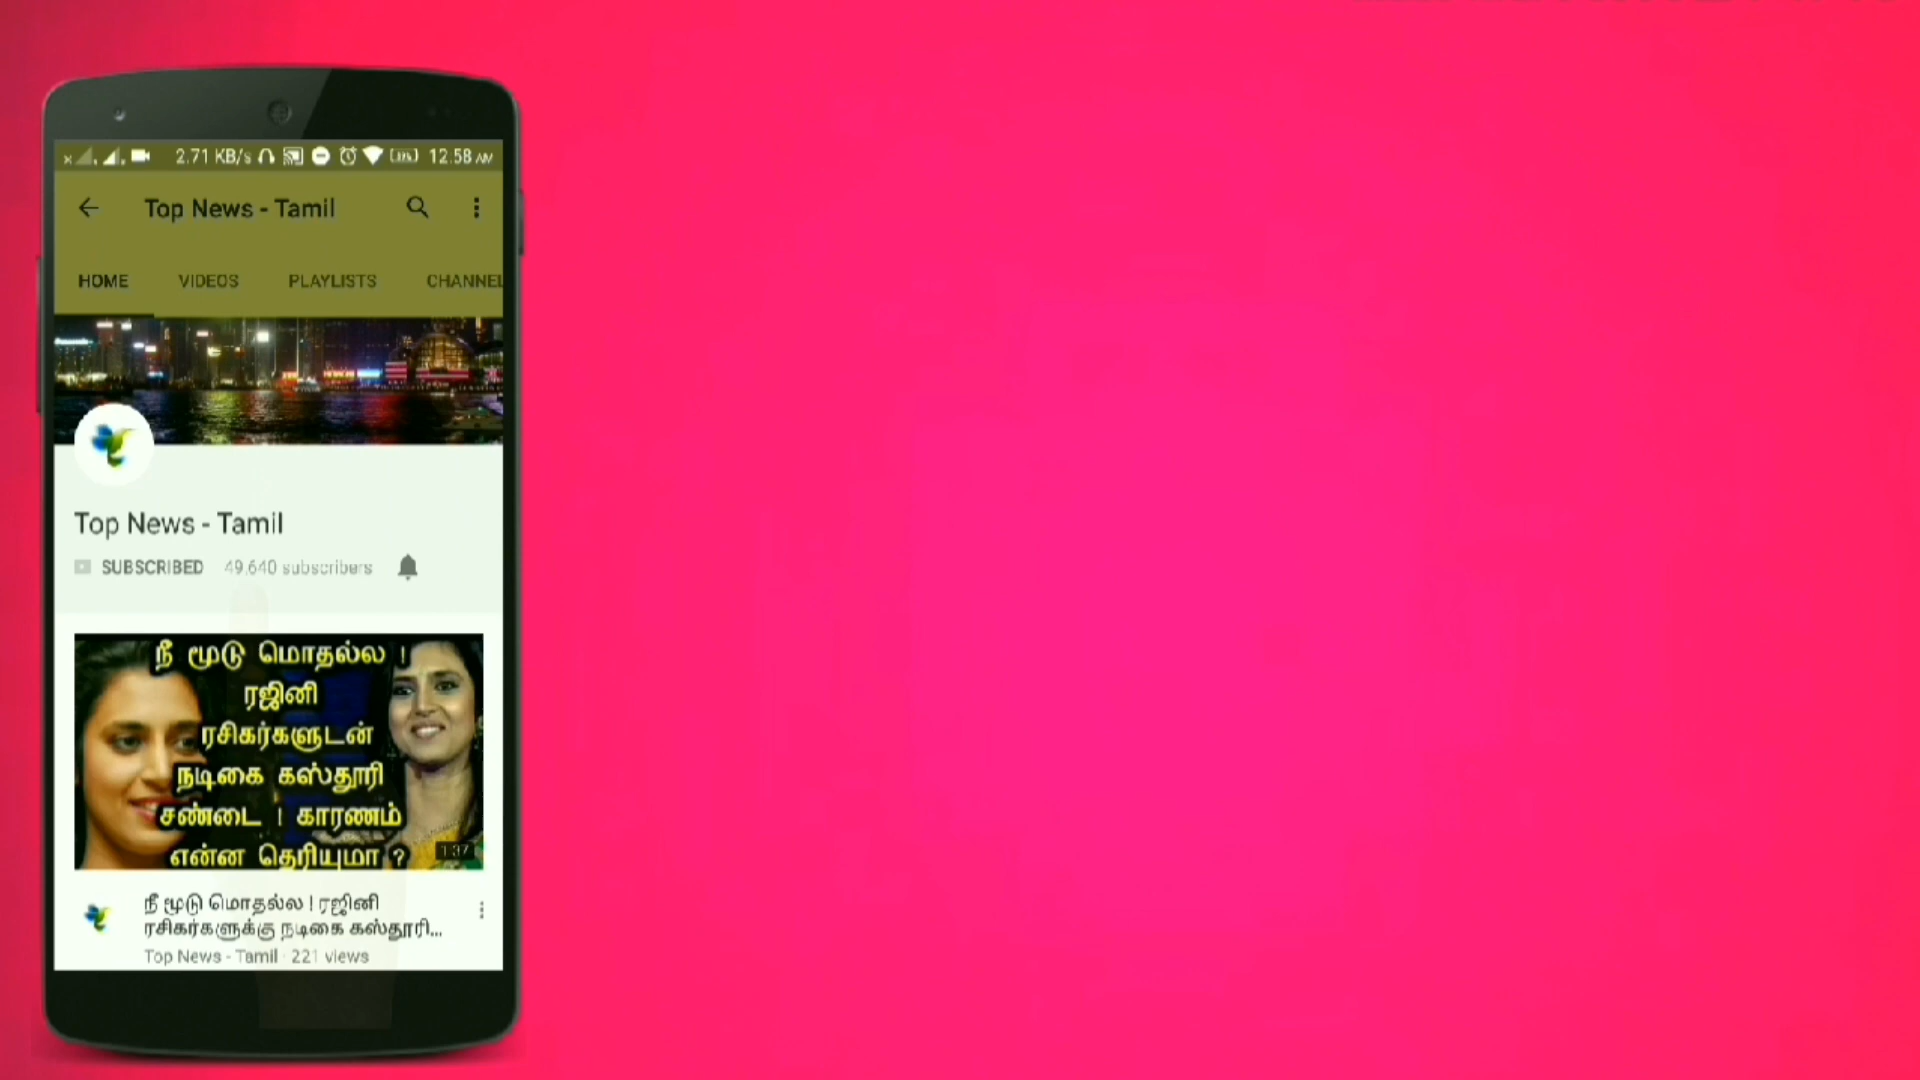 2.71 KB/s 12.58 AM
Top News - Tamil
HOME VIDEOS PLAYLISTS CHANNEL
Top News - Tamil
SUBSCRIBED 49,640 subscribers
நீ மூடு மொதல்ல !
ரஜினி
ரசிகர்களுடன்
நடிகை கஸ்தூரி
சண்டை ! காரணம்
என்ன தெரியுமா ?
1:37
நீ மூடு மொதல்ல ! ரஜினி
ரசிகர்களுக்கு நடிகை கஸ்தூரி...
Top News - Tamil · 221 views